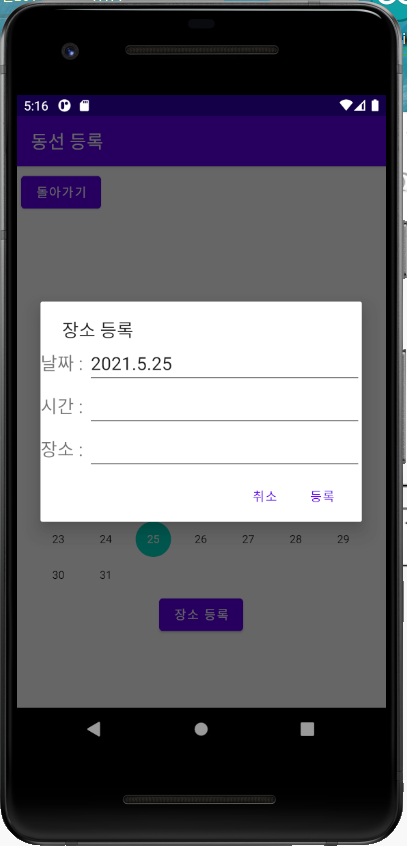 5:16
동선 등록
돌아가기
장소 등록
날짜 : 2021.5.25
시간 :
장소 :
취소 등록
23 24 25 26 27 28 29
30 31
장소 등록